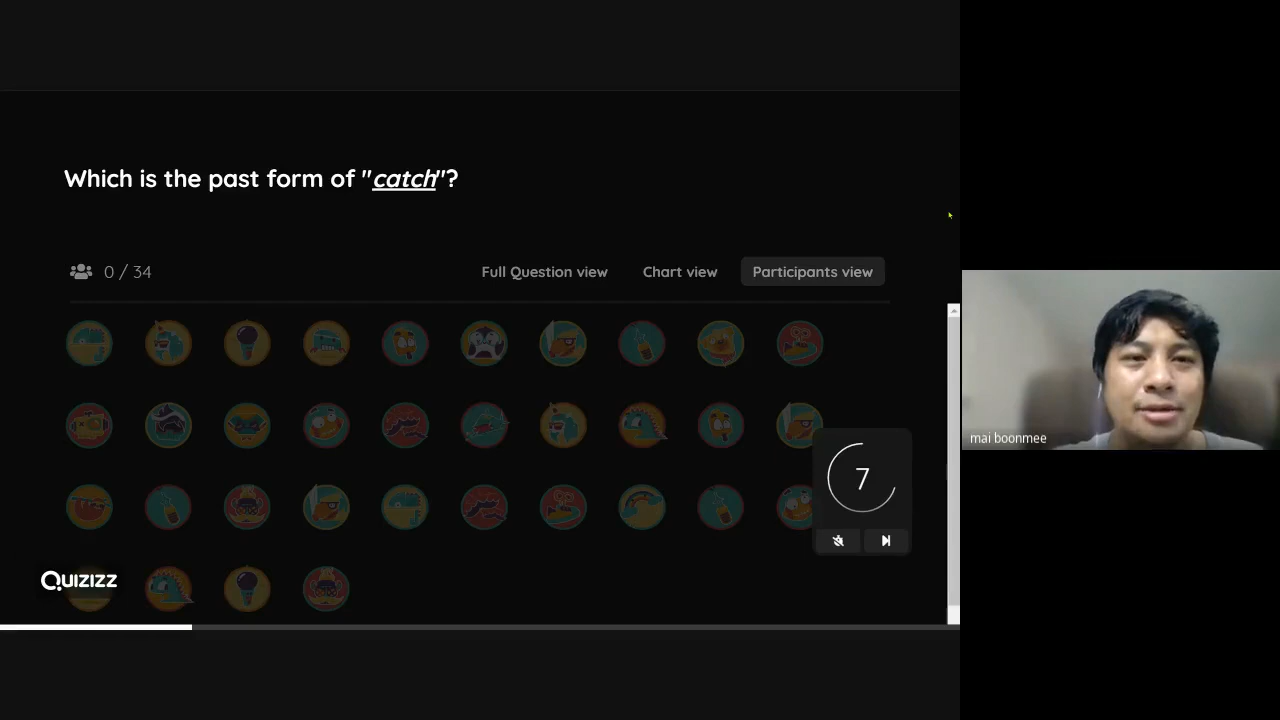 Which is the past form of "catch"?
0 / 34
Full Question view
Chart view
Participants view
7
Quizizz
mai boonmee